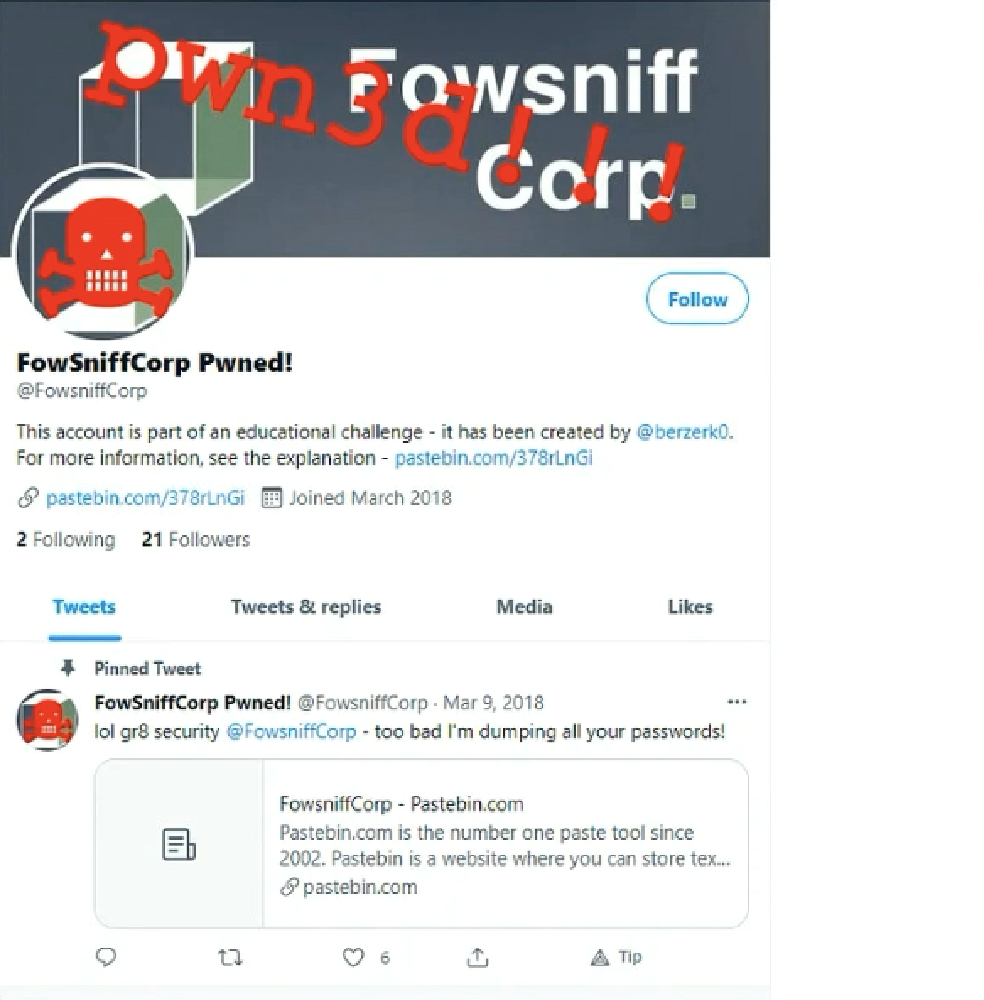 pwn3d!!!
Fowsniff
Corp.
Follow
FowSniffCorp Pwned!
@FowsniffCorp
This account is part of an educational challenge - it has been created by @berzerk0.
For more information, see the explanation - pastebin.com/378rLnGi
pastebin.com/378rLnGi Joined March 2018
2 Following 21 Followers
Tweets Tweets & replies Media Likes
Pinned Tweet
FowSniffCorp Pwned! @FowsniffCorp · Mar 9, 2018 ···
lol gr8 security @FowsniffCorp - too bad I'm dumping all your passwords!
FowsniffCorp - Pastebin.com
Pastebin.com is the number one paste tool since
2002. Pastebin is a website where you can store tex...
pastebin.com
6 Tip